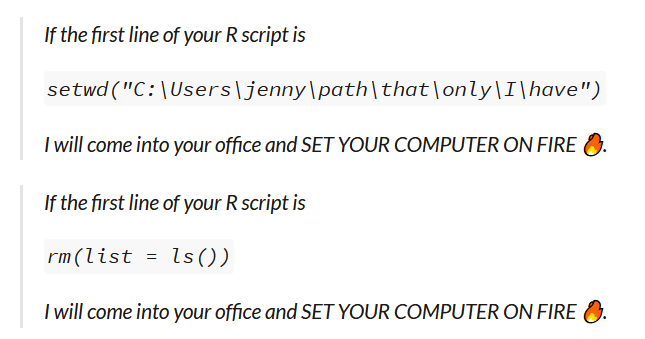 If the first line of your R script is
setwd("C:\Users\jenny\path\that\only\I\have")
I will come into your office and SET YOUR COMPUTER ON FIRE 🔥.
If the first line of your R script is
rm(list = ls())
I will come into your office and SET YOUR COMPUTER ON FIRE 🔥.